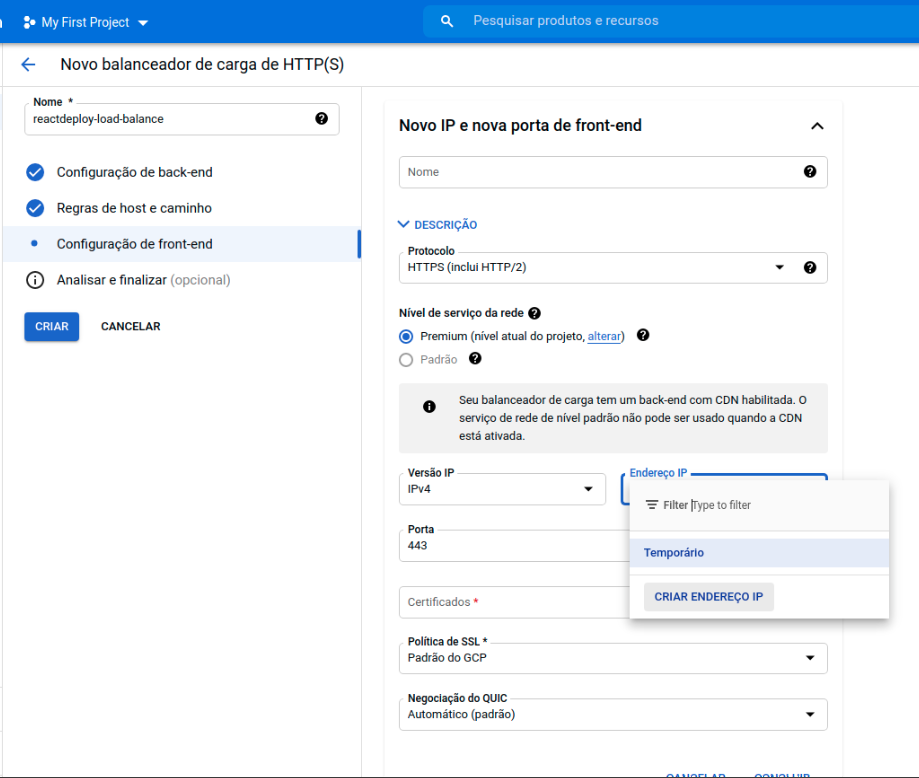 My First Project
Pesquisar produtos e recursos
Novo balanceador de carga de HTTP(S)
Nome *
reactdeploy-load-balance
Configuração de back-end
Regras de host e caminho
Configuração de front-end
Analisar e finalizar (opcional)
CRIAR
CANCELAR
Novo IP e nova porta de front-end
Nome
DESCRIÇÃO
Protocolo
HTTPS (inclui HTTP/2)
Nível de serviço da rede
Premium (nível atual do projeto, alterar)
Padrão
Seu balanceador de carga tem um back-end com CDN habilitada. O
serviço de rede de nível padrão não pode ser usado quando a CDN
está ativada.
Versão IP
IPv4
Endereço IP
Filter Type to filter
Temporário
CRIAR ENDEREÇO IP
Porta
443
Certificados *
Política de SSL *
Padrão do GCP
Negociação do QUIC
Automático (padrão)
CANCELAR
CONCLUIR